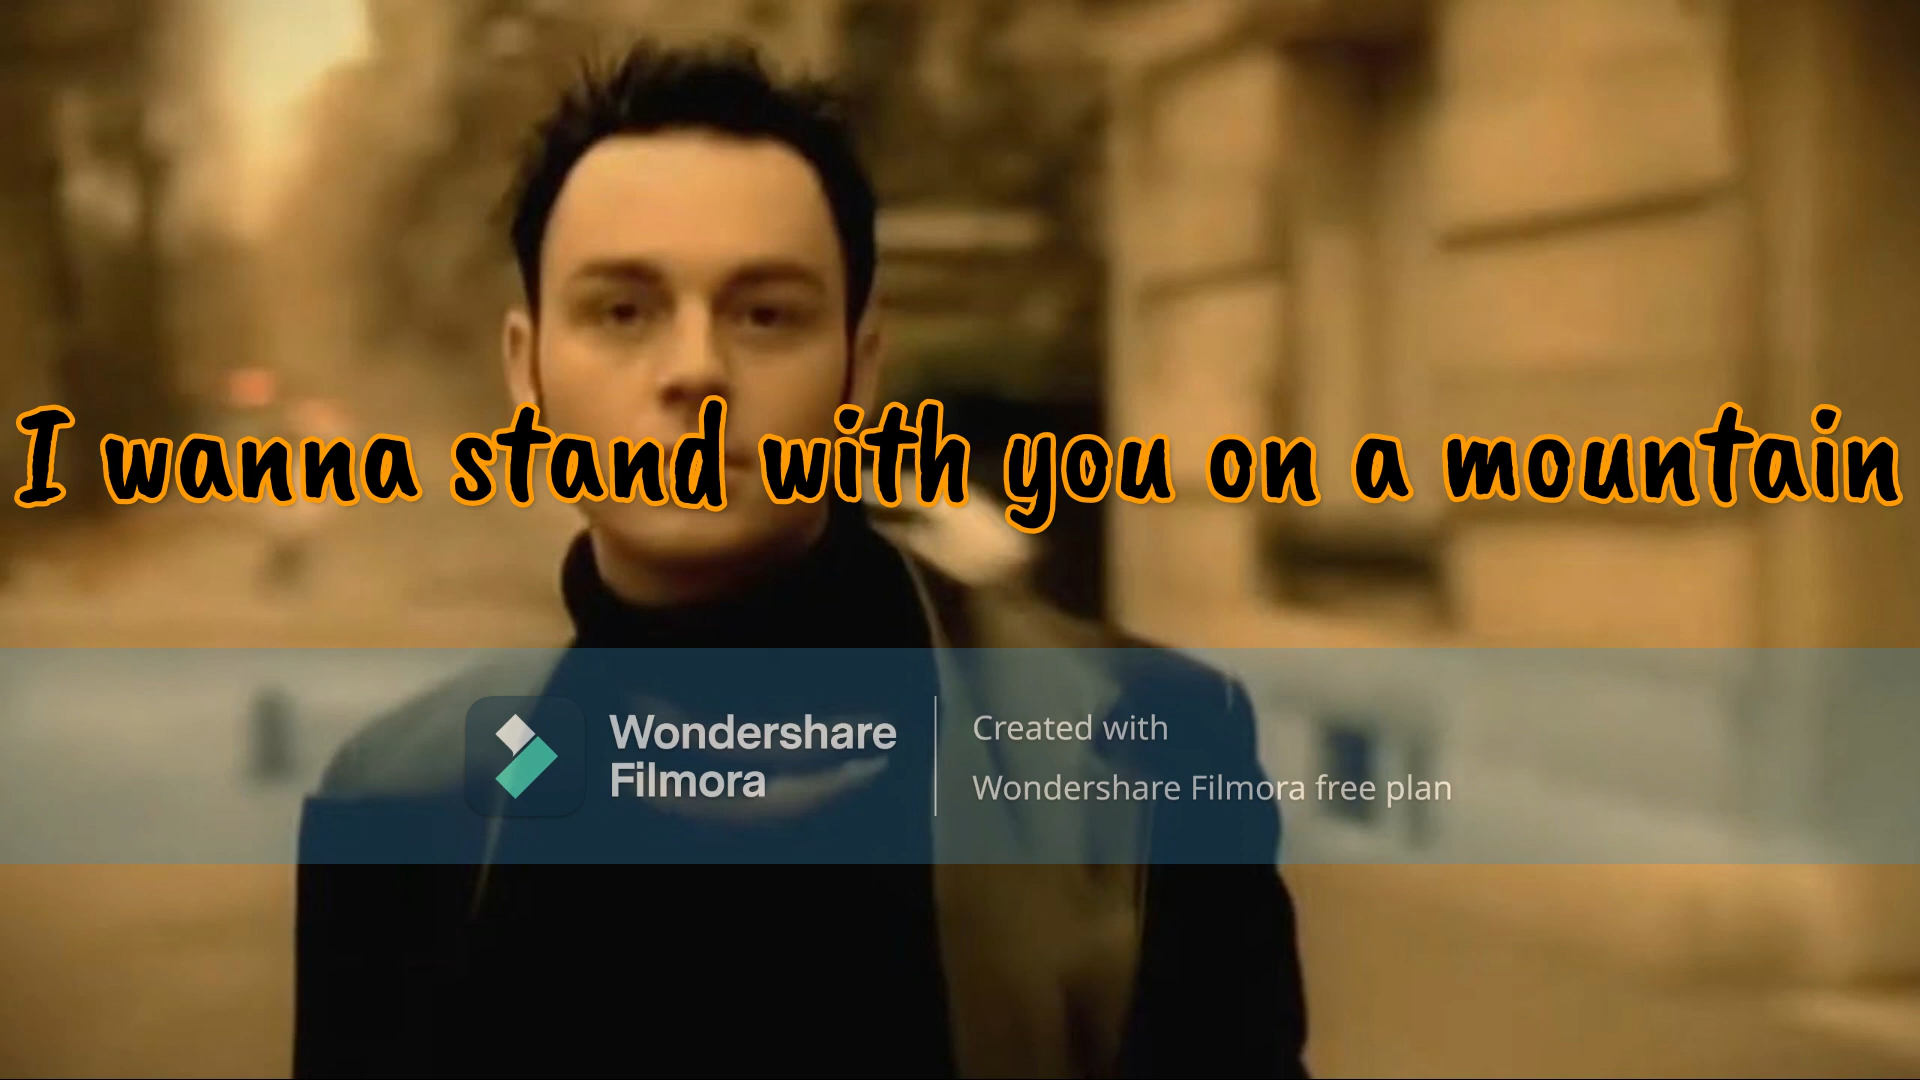 I wanna stand with you on a mountain
Wondershare
Filmora
Created with
Wondershare Filmora free plan